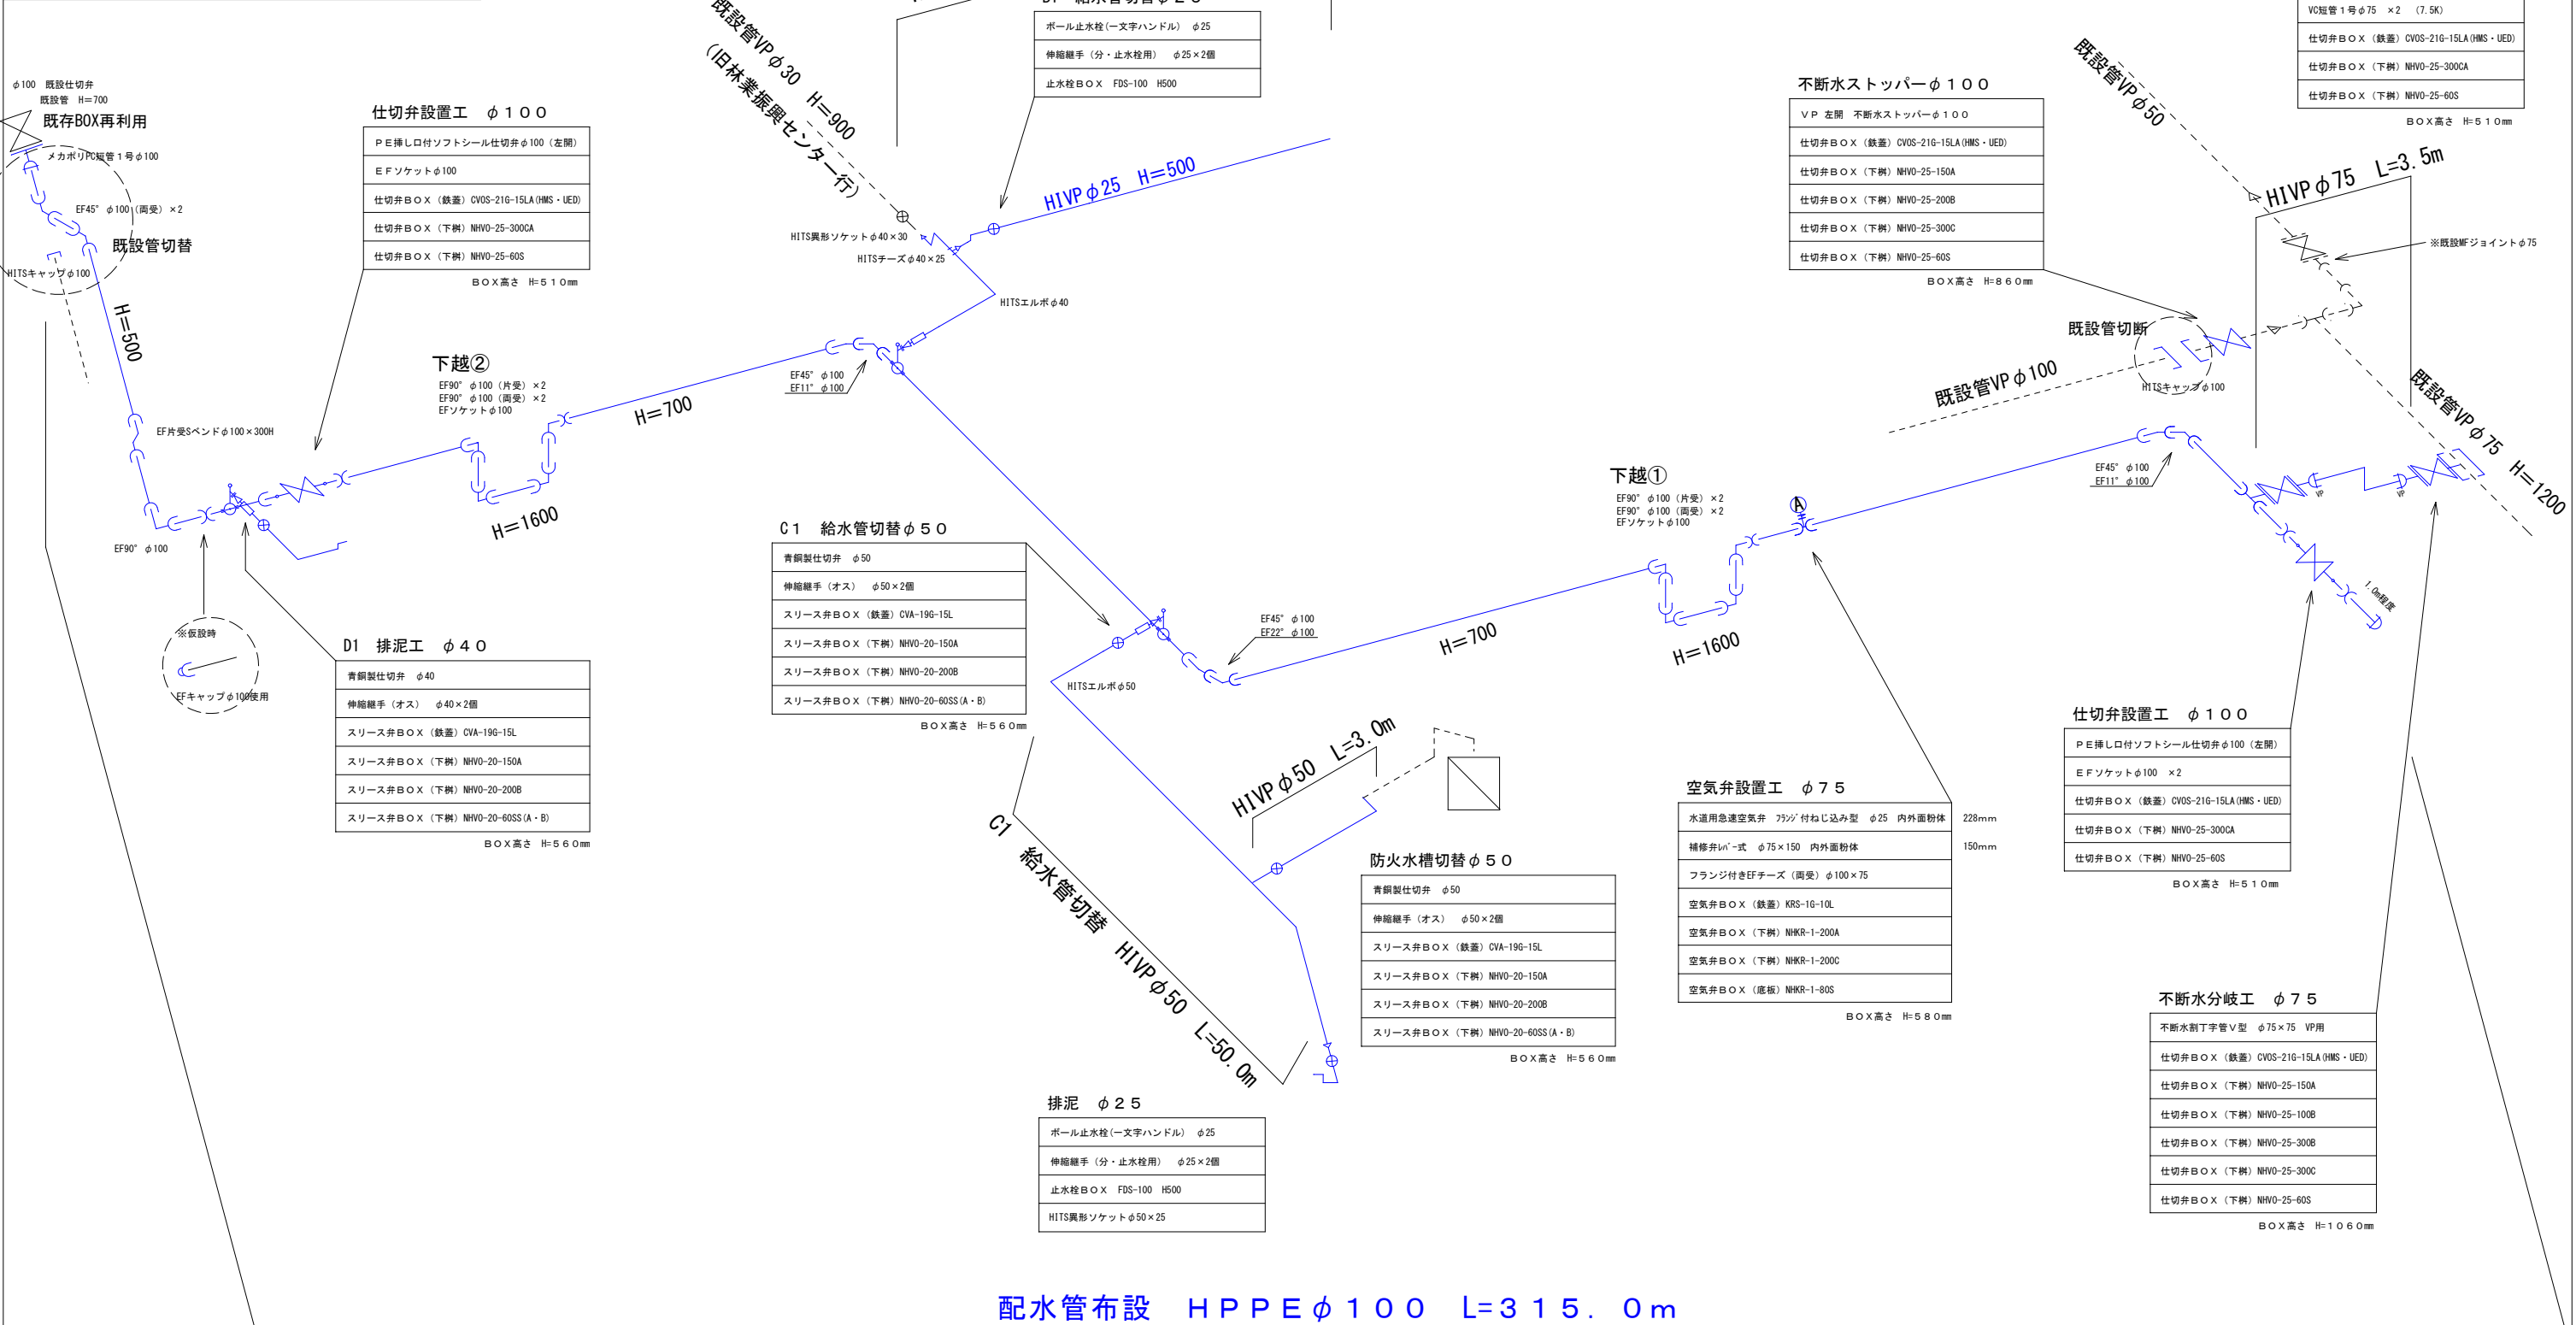 φ100　既設仕切弁
既設管　H=700
既存BOX再利用
メカポリPC短管１号φ100
EF45°φ100(両受)×2
既設管切替
HITSキャップφ100
H=500
EF片受Sベンドφ100×300H
EF90°φ100
※仮設時
EFキャップφ100使用
仕切弁設置工　φ１００
ＰＥ挿し口付ソフトシール仕切弁φ100（左開）
ＥＦソケットφ100
仕切弁ＢＯＸ（鉄蓋）CVOS-21G-15LA(HMS・UED)
仕切弁ＢＯＸ（下桝）NHVO-25-300CA
仕切弁ＢＯＸ（下桝）NHVO-25-60S
ＢＯＸ高さ　H=５１０㎜
下越②
EF90°φ100（片受）×2
EF90°φ100（両受）×2
EFソケットφ100
H=1600
H=700
D1　排泥工　φ４０
青銅製仕切弁　φ40
伸縮継手（オス）　φ40×2個
スリース弁ＢＯＸ（鉄蓋）CVA-19G-15L
スリース弁ＢＯＸ（下桝）NHVO-20-150A
スリース弁ＢＯＸ（下桝）NHVO-20-200B
スリース弁ＢＯＸ（下桝）NHVO-20-60SS(A・B)
ＢＯＸ高さ　H=５６０㎜
既設管VPφ30　H=900
（旧林業振興センター行）
給水管切替φ２５
ボール止水栓(一文字ハンドル)　φ25
伸縮継手（分・止水栓用）　φ25×2個
止水栓ＢＯＸ　FDS-100　H500
HIVPφ25　H=500
HITS異形ソケットφ40×30
HITSチーズφ40×25
HITSエルボφ40
EF45°φ100
EF11°φ100
C１　給水管切替φ５０
青銅製仕切弁　φ50
伸縮継手（オス）　φ50×2個
スリース弁ＢＯＸ（鉄蓋）CVA-19G-15L
スリース弁ＢＯＸ（下桝）NHVO-20-150A
スリース弁ＢＯＸ（下桝）NHVO-20-200B
スリース弁ＢＯＸ（下桝）NHVO-20-60SS(A・B)
ＢＯＸ高さ　H=５６０㎜
HITSエルボφ50
EF45°φ100
EF22°φ100
H=700
HIVPφ50　L=3.0m
C1　給水管切替　HIVPφ50　L=50.0m
防火水槽切替φ５０
青銅製仕切弁　φ50
伸縮継手（オス）　φ50×2個
スリース弁ＢＯＸ（鉄蓋）CVA-19G-15L
スリース弁ＢＯＸ（下桝）NHVO-20-150A
スリース弁ＢＯＸ（下桝）NHVO-20-200B
スリース弁ＢＯＸ（下桝）NHVO-20-60SS(A・B)
ＢＯＸ高さ　H=５６０㎜
排泥　φ２５
ボール止水栓(一文字ハンドル)　φ25
伸縮継手（分・止水栓用）　φ25×2個
止水栓ＢＯＸ　FDS-100　H500
HITS異形ソケットφ50×25
下越①
EF90°φ100（片受）×2
EF90°φ100（両受）×2
EFソケットφ100
H=1600
A
空気弁設置工　φ７５
水道用急速空気弁　ﾌﾗﾝｼﾞ付ねじ込み型　φ25　内外面粉体　228mm
補修弁ﾚﾊﾞｰ式　φ75×150　内外面粉体　150mm
フランジ付きEFチーズ（両受）φ100×75
空気弁ＢＯＸ（鉄蓋）KRS-1G-10L
空気弁ＢＯＸ（下桝）NHKR-1-200A
空気弁ＢＯＸ（下桝）NHKR-1-200C
空気弁ＢＯＸ（底板）NHKR-1-80S
ＢＯＸ高さ　H=５８０㎜
不断水ストッパーφ１００
ＶＰ 左開　不断水ストッパーφ１００
仕切弁ＢＯＸ（鉄蓋）CVOS-21G-15LA(HMS・UED)
仕切弁ＢＯＸ（下桝）NHVO-25-150A
仕切弁ＢＯＸ（下桝）NHVO-25-200B
仕切弁ＢＯＸ（下桝）NHVO-25-300C
仕切弁ＢＯＸ（下桝）NHVO-25-60S
ＢＯＸ高さ　H=８６０㎜
VC短管１号φ75　×2　（7.5K）
仕切弁ＢＯＸ（鉄蓋）CVOS-21G-15LA(HMS・UED)
仕切弁ＢＯＸ（下桝）NHVO-25-300CA
仕切弁ＢＯＸ（下桝）NHVO-25-60S
ＢＯＸ高さ　H=５１０㎜
既設管VPφ50
HIVPφ75　L=3.5m
※既設MFジョイントφ75
既設管切断
既設管VPφ100
HITSキャップφ100
既設管VPφ75　H=1200
EF45°φ100
EF11°φ100
VP
VP
1.0m程度
仕切弁設置工　φ１００
ＰＥ挿し口付ソフトシール仕切弁φ100（左開）
ＥＦソケットφ100　×2
仕切弁ＢＯＸ（鉄蓋）CVOS-21G-15LA(HMS・UED)
仕切弁ＢＯＸ（下桝）NHVO-25-300CA
仕切弁ＢＯＸ（下桝）NHVO-25-60S
ＢＯＸ高さ　H=５１０㎜
不断水分岐工　φ７５
不断水割丁字管Ｖ型　φ75×75　VP用
仕切弁ＢＯＸ（鉄蓋）CVOS-21G-15LA(HMS・UED)
仕切弁ＢＯＸ（下桝）NHVO-25-150A
仕切弁ＢＯＸ（下桝）NHVO-25-100B
仕切弁ＢＯＸ（下桝）NHVO-25-300B
仕切弁ＢＯＸ（下桝）NHVO-25-300C
仕切弁ＢＯＸ（下桝）NHVO-25-60S
ＢＯＸ高さ　H=１０６０㎜
配水管布設　ＨＰＰＥφ１００　L=３１５．０ｍ